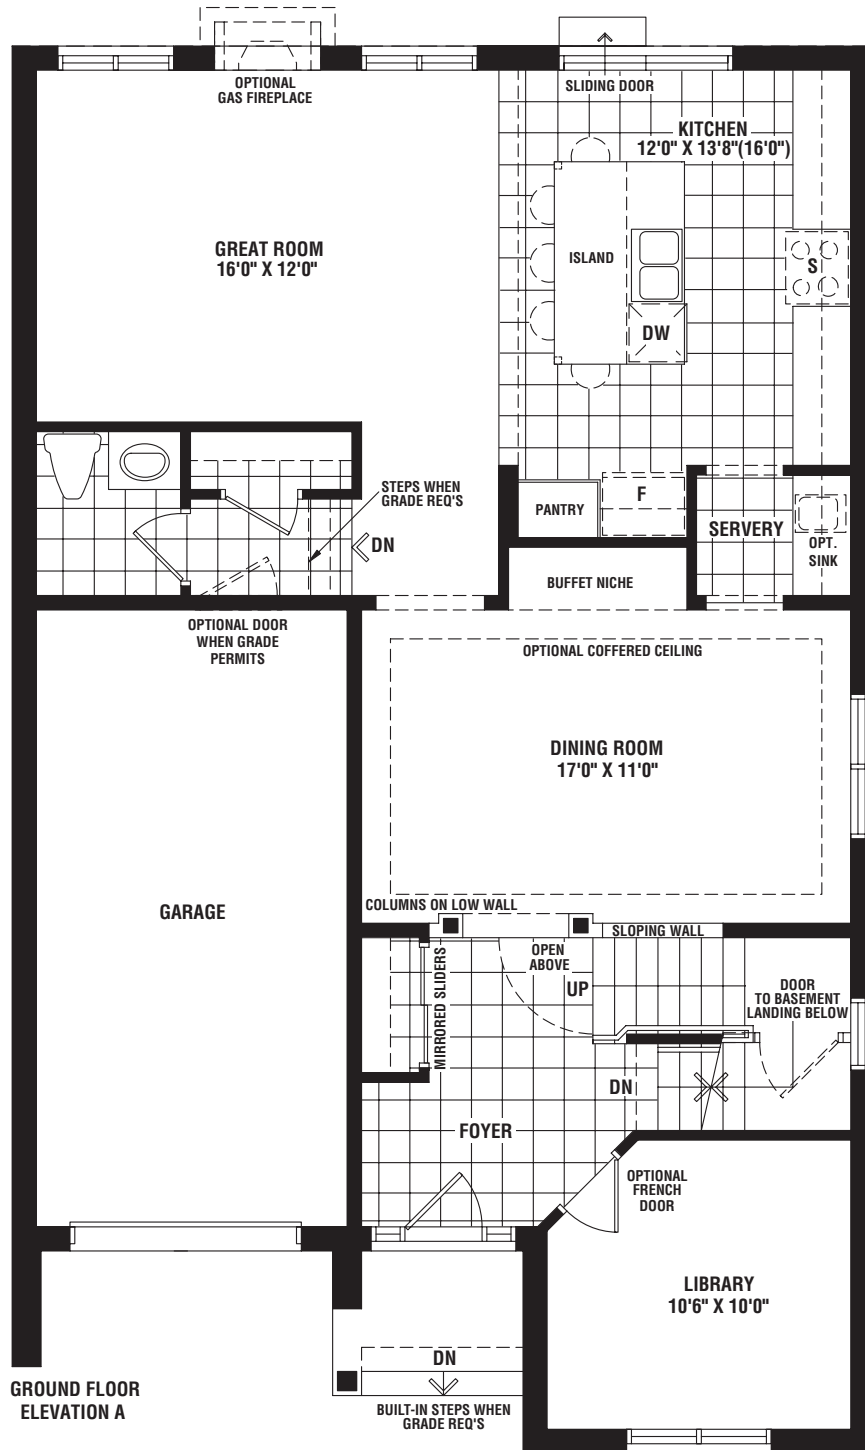 OPTIONAL
GAS FIREPLACE
SLIDING DOOR
KITCHEN
12'0" X 13'8"(16'0")
GREAT ROOM
16'0" X 12'0"
ISLAND
S
DW
STEPS WHEN
GRADE REQ'S
DN
PANTRY
F
SERVERY
OPT.
SINK
BUFFET NICHE
OPTIONAL DOOR
WHEN GRADE
PERMITS
OPTIONAL COFFERED CEILING
DINING ROOM
17'0" X 11'0"
GARAGE
COLUMNS ON LOW WALL
SLOPING WALL
MIRRORED SLIDERS
OPEN
ABOVE
UP
DOOR
TO BASEMENT
LANDING BELOW
DN
FOYER
OPTIONAL
FRENCH
DOOR
LIBRARY
10'6" X 10'0"
DN
BUILT-IN STEPS WHEN
GRADE REQ'S
GROUND FLOOR
ELEVATION A